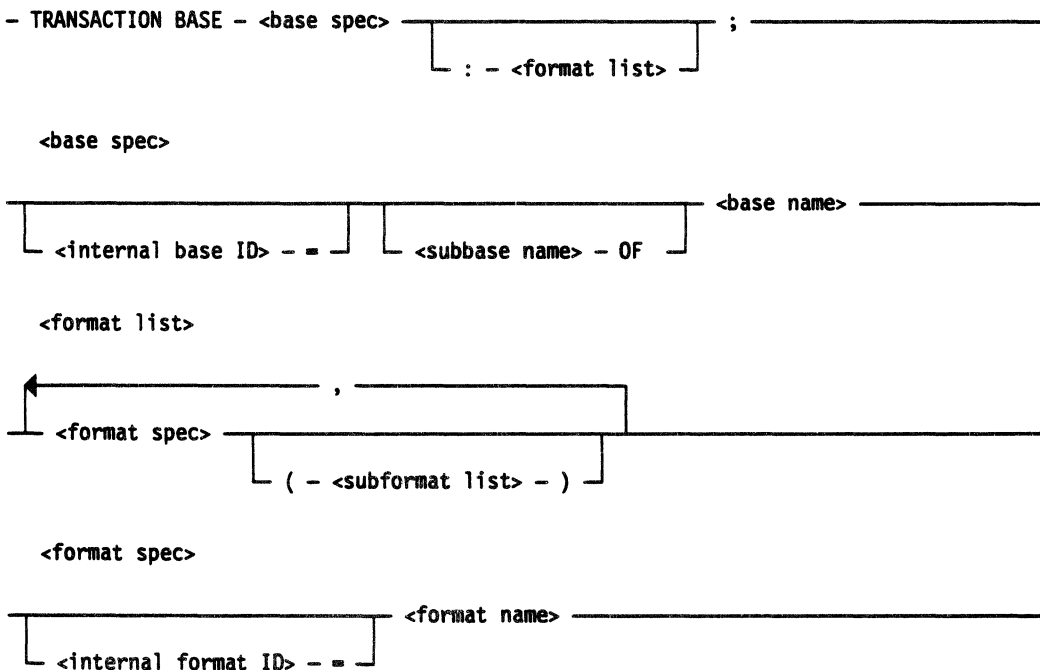 – TRANSACTION BASE – <base spec> ;
: – <format list>
<base spec>
<base name>
<internal base ID> – = <subbase name> – OF
<format list>
,
<format spec>
( – <subformat list> – )
<format spec>
<format name>
<internal format ID> – =